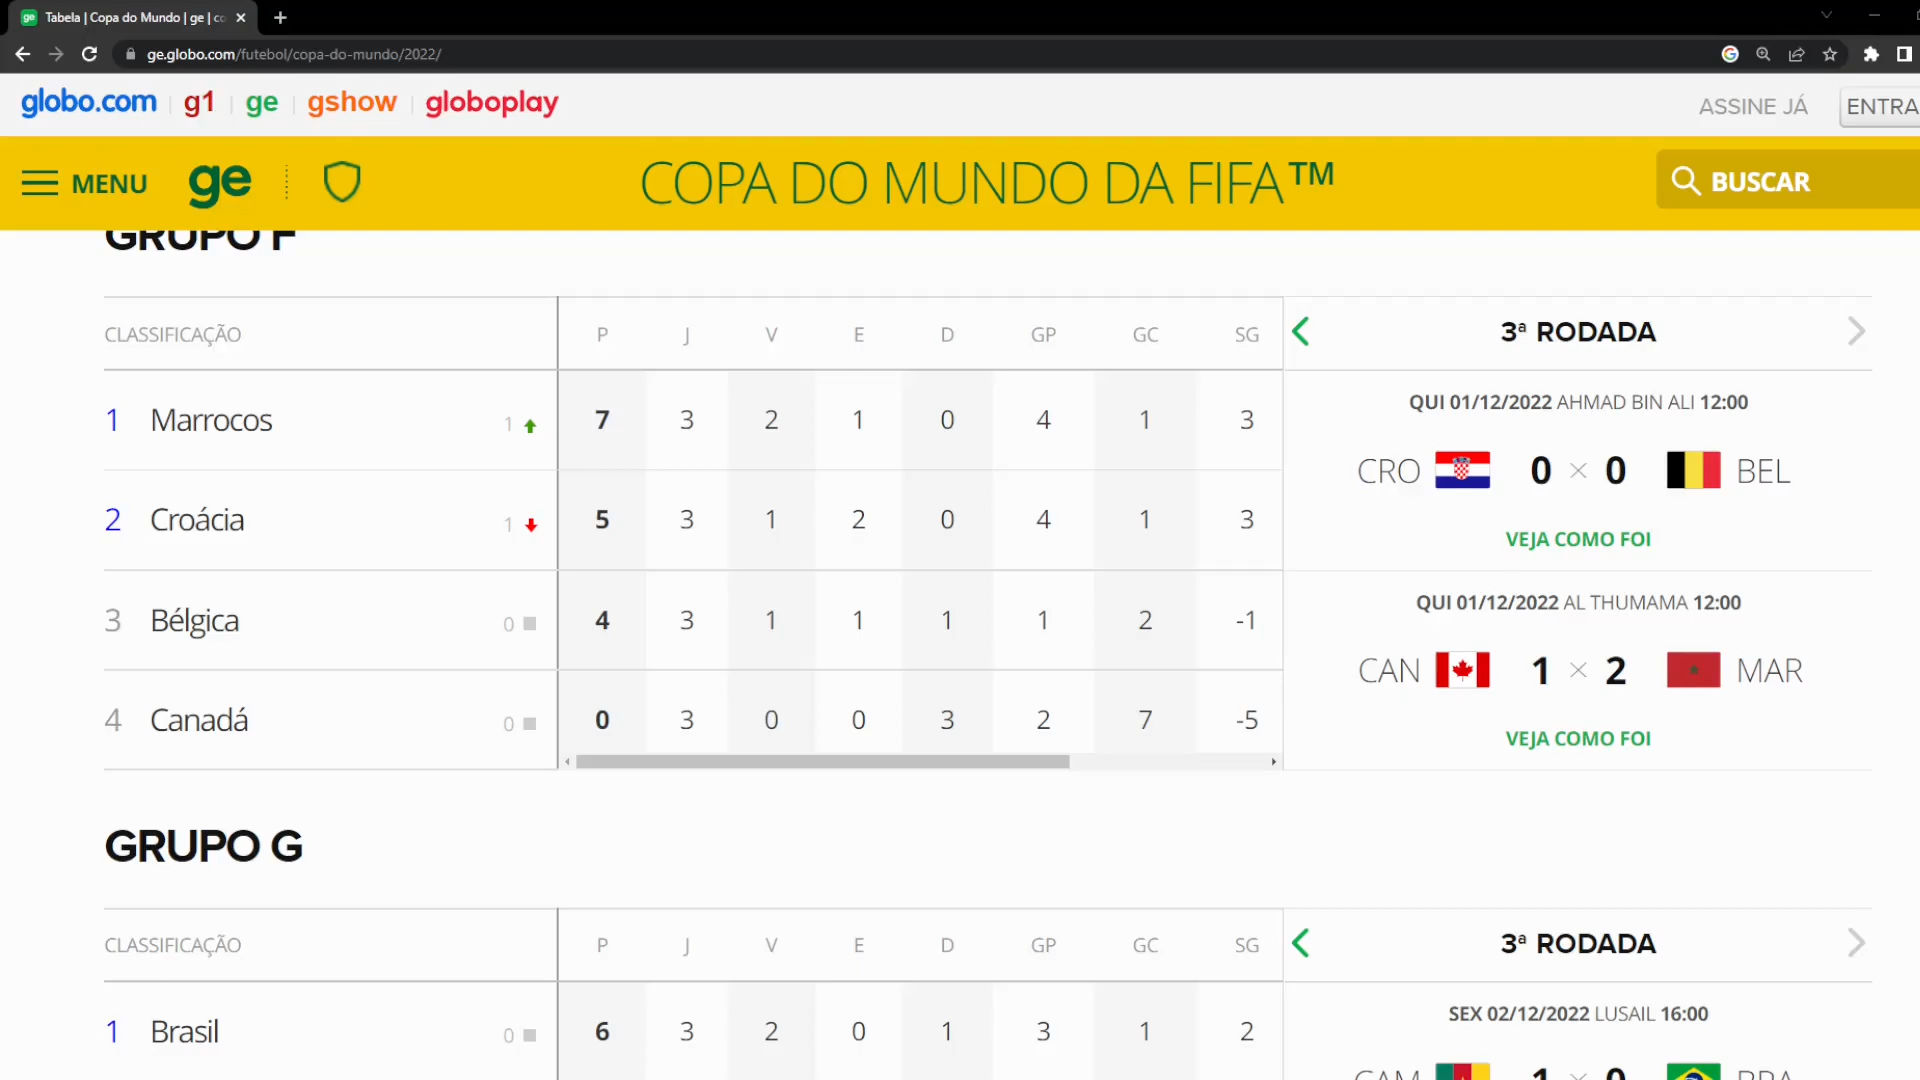 Tabela | Copa do Mundo | ge | co
ge.globo.com/futebol/copa-do-mundo/2022/
globo.com g1 ge gshow globoplay ASSINE JÁ ENTRA
MENU ge COPA DO MUNDO DA FIFA™ BUSCAR
GRUPO F
CLASSIFICAÇÃO P J V E D GP GC SG 3ª RODADA
1 Marrocos 1 7 3 2 1 0 4 1 3
QUI 01/12/2022 AHMAD BIN ALI 12:00
CRO 0 × 0 BEL
2 Croácia 1 5 3 1 2 0 4 1 3
VEJA COMO FOI
3 Bélgica 0 4 3 1 1 1 1 2 -1
QUI 01/12/2022 AL THUMAMA 12:00
CAN 1 × 2 MAR
4 Canadá 0 0 3 0 0 3 2 7 -5
VEJA COMO FOI
GRUPO G
CLASSIFICAÇÃO P J V E D GP GC SG 3ª RODADA
1 Brasil 0 6 3 2 0 1 3 1 2
SEX 02/12/2022 LUSAIL 16:00
CAM 1 × 0 BRA